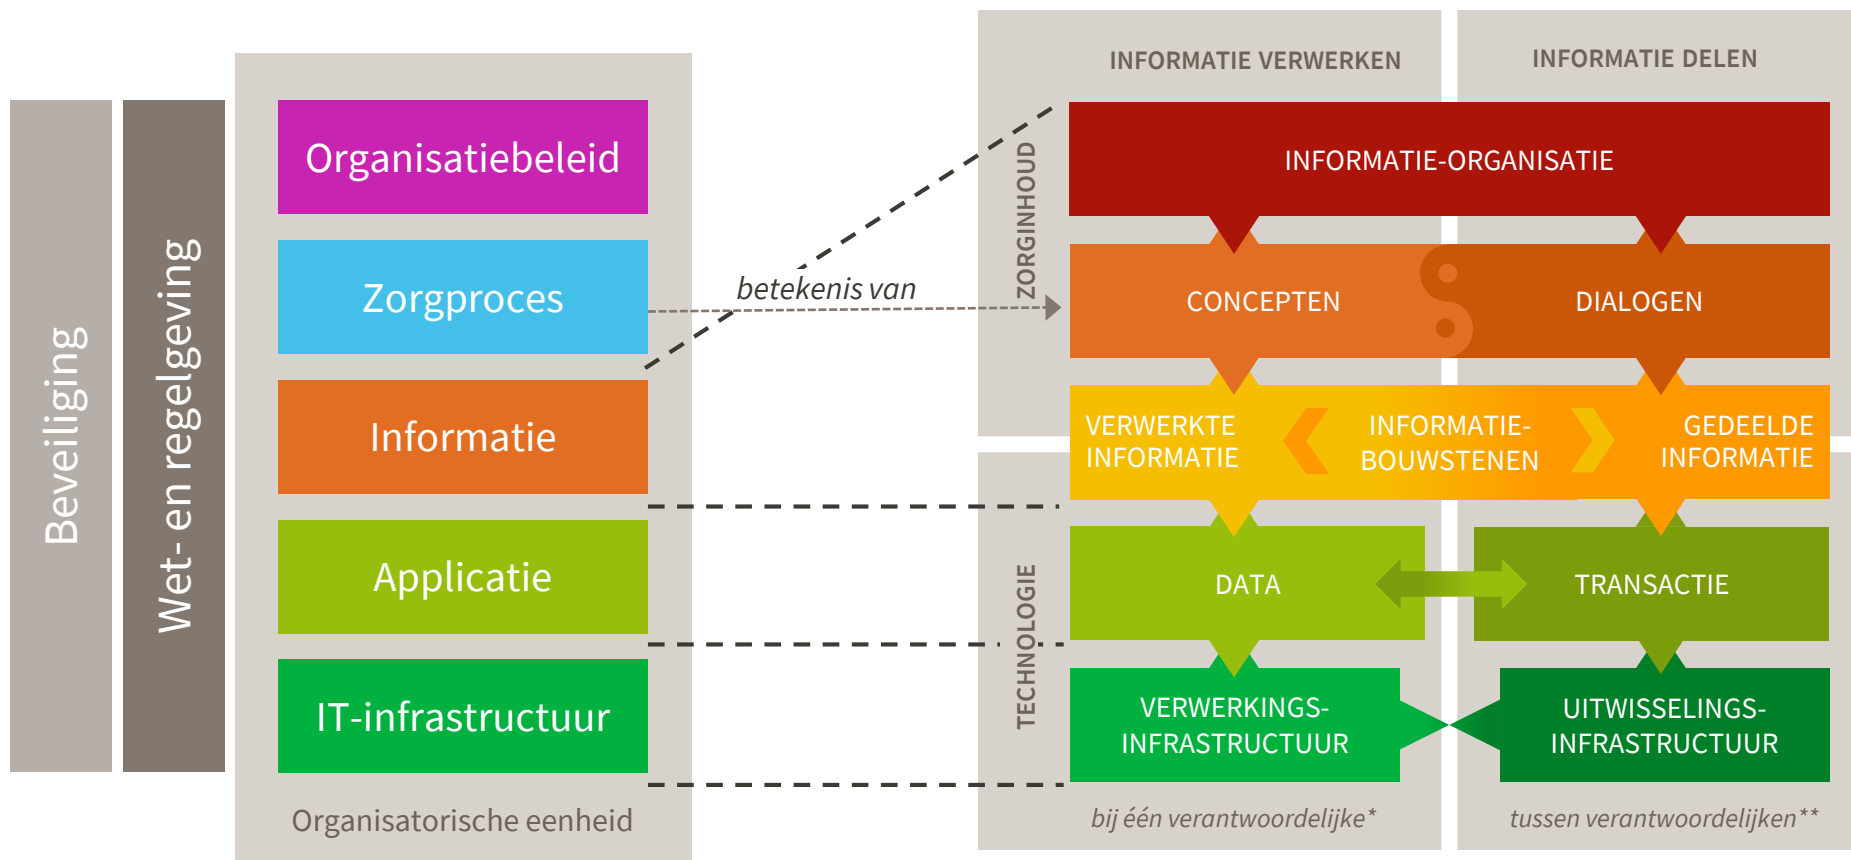 Beveiliging
Wet- en regelgeving
Organisatiebeleid
Zorgproces
Informatie
Applicatie
IT-infrastructuur
Organisatorische eenheid
betekenis van
INFORMATIE VERWERKEN
INFORMATIE DELEN
ZORGINHOUD
INFORMATIE-ORGANISATIE
CONCEPTEN
DIALOGEN
VERWERKTE
INFORMATIE
INFORMATIE-
BOUWSTENEN
GEDEELDE
INFORMATIE
TECHNOLOGIE
DATA
TRANSACTIE
VERWERKINGS-
INFRASTRUCTUUR
UITWISSELINGS-
INFRASTRUCTUUR
bij één verantwoordelijke*
tussen verantwoordelijken**